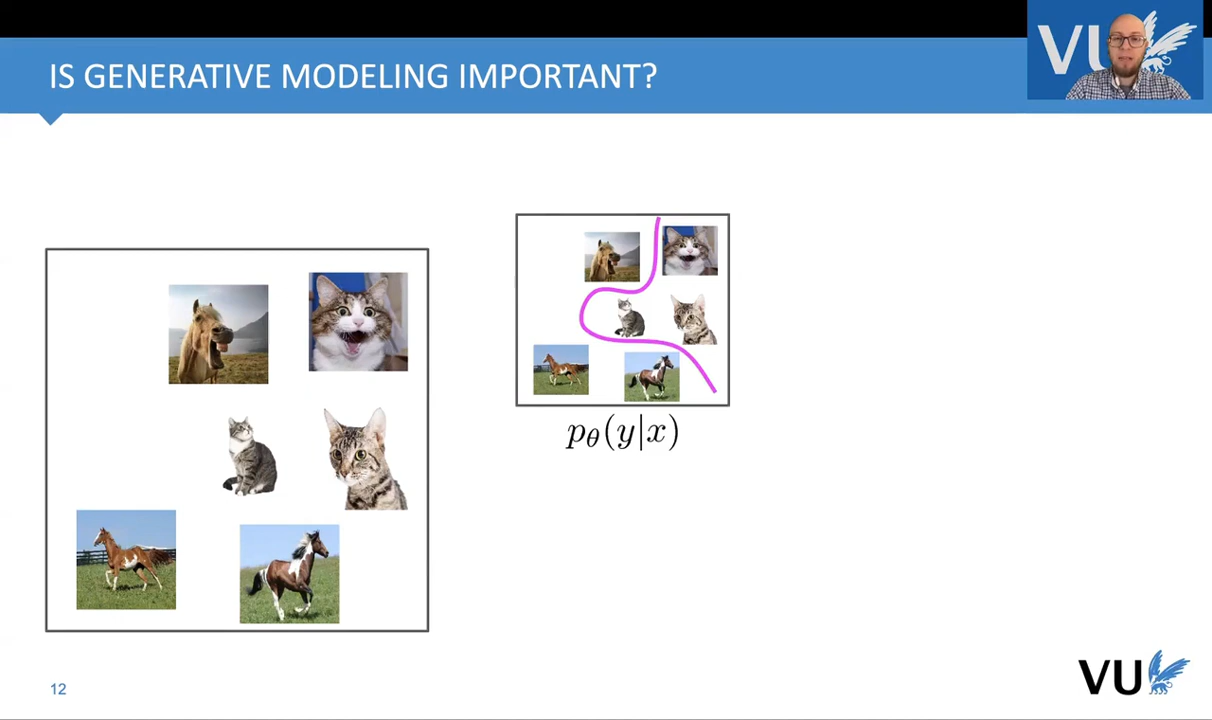 IS GENERATIVE MODELING IMPORTANT?
VU
pθ(y|x)
12
VU